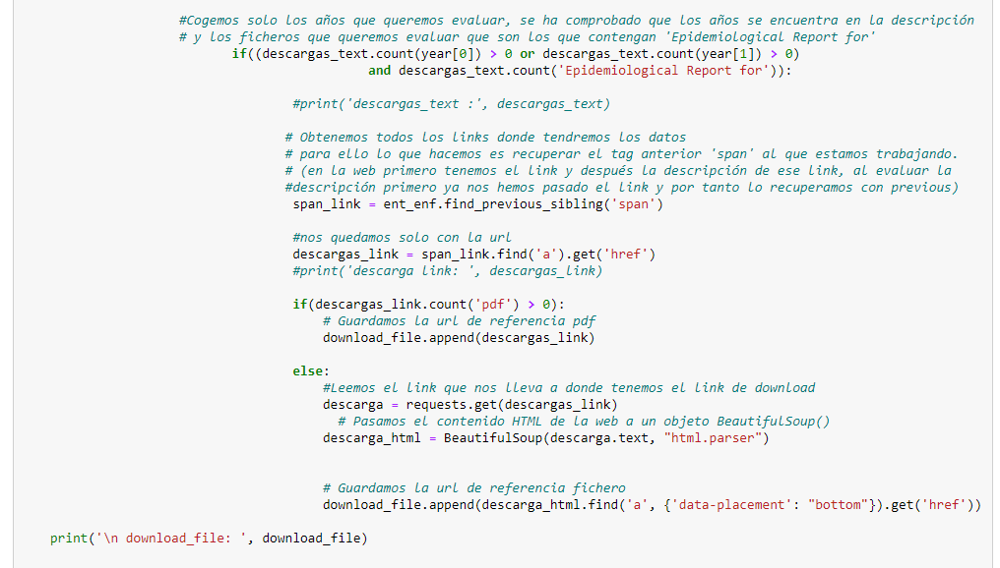 #Cogemos solo los años que queremos evaluar, se ha comprobado que los años se encuentra en la descripción
# y los ficheros que queremos evaluar que son los que contengan 'Epidemiological Report for'
if((descargas_text.count(year[0]) > 0 or descargas_text.count(year[1]) > 0)
and descargas_text.count('Epidemiological Report for')):
#print('descargas_text :', descargas_text)
# Obtenemos todos los links donde tendremos los datos
# para ello lo que hacemos es recuperar el tag anterior 'span' al que estamos trabajando.
# (en la web primero tenemos el link y después la descripción de ese link, al evaluar la
#descripción primero ya nos hemos pasado el link y por tanto lo recuperamos con previous)
span_link = ent_enf.find_previous_sibling('span')
#nos quedamos solo con la url
descargas_link = span_link.find('a').get('href')
#print('descarga link: ', descargas_link)
if(descargas_link.count('pdf') > 0):
# Guardamos la url de referencia pdf
download_file.append(descargas_link)
else:
#Leemos el link que nos lleva a donde tenemos el link de download
descarga = requests.get(descargas_link)
# Pasamos el contenido HTML de la web a un objeto BeautifulSoup()
descarga_html = BeautifulSoup(descarga.text, "html.parser")
# Guardamos la url de referencia fichero
download_file.append(descarga_html.find('a', {'data-placement': "bottom"}).get('href'))
print('\n download_file: ', download_file)